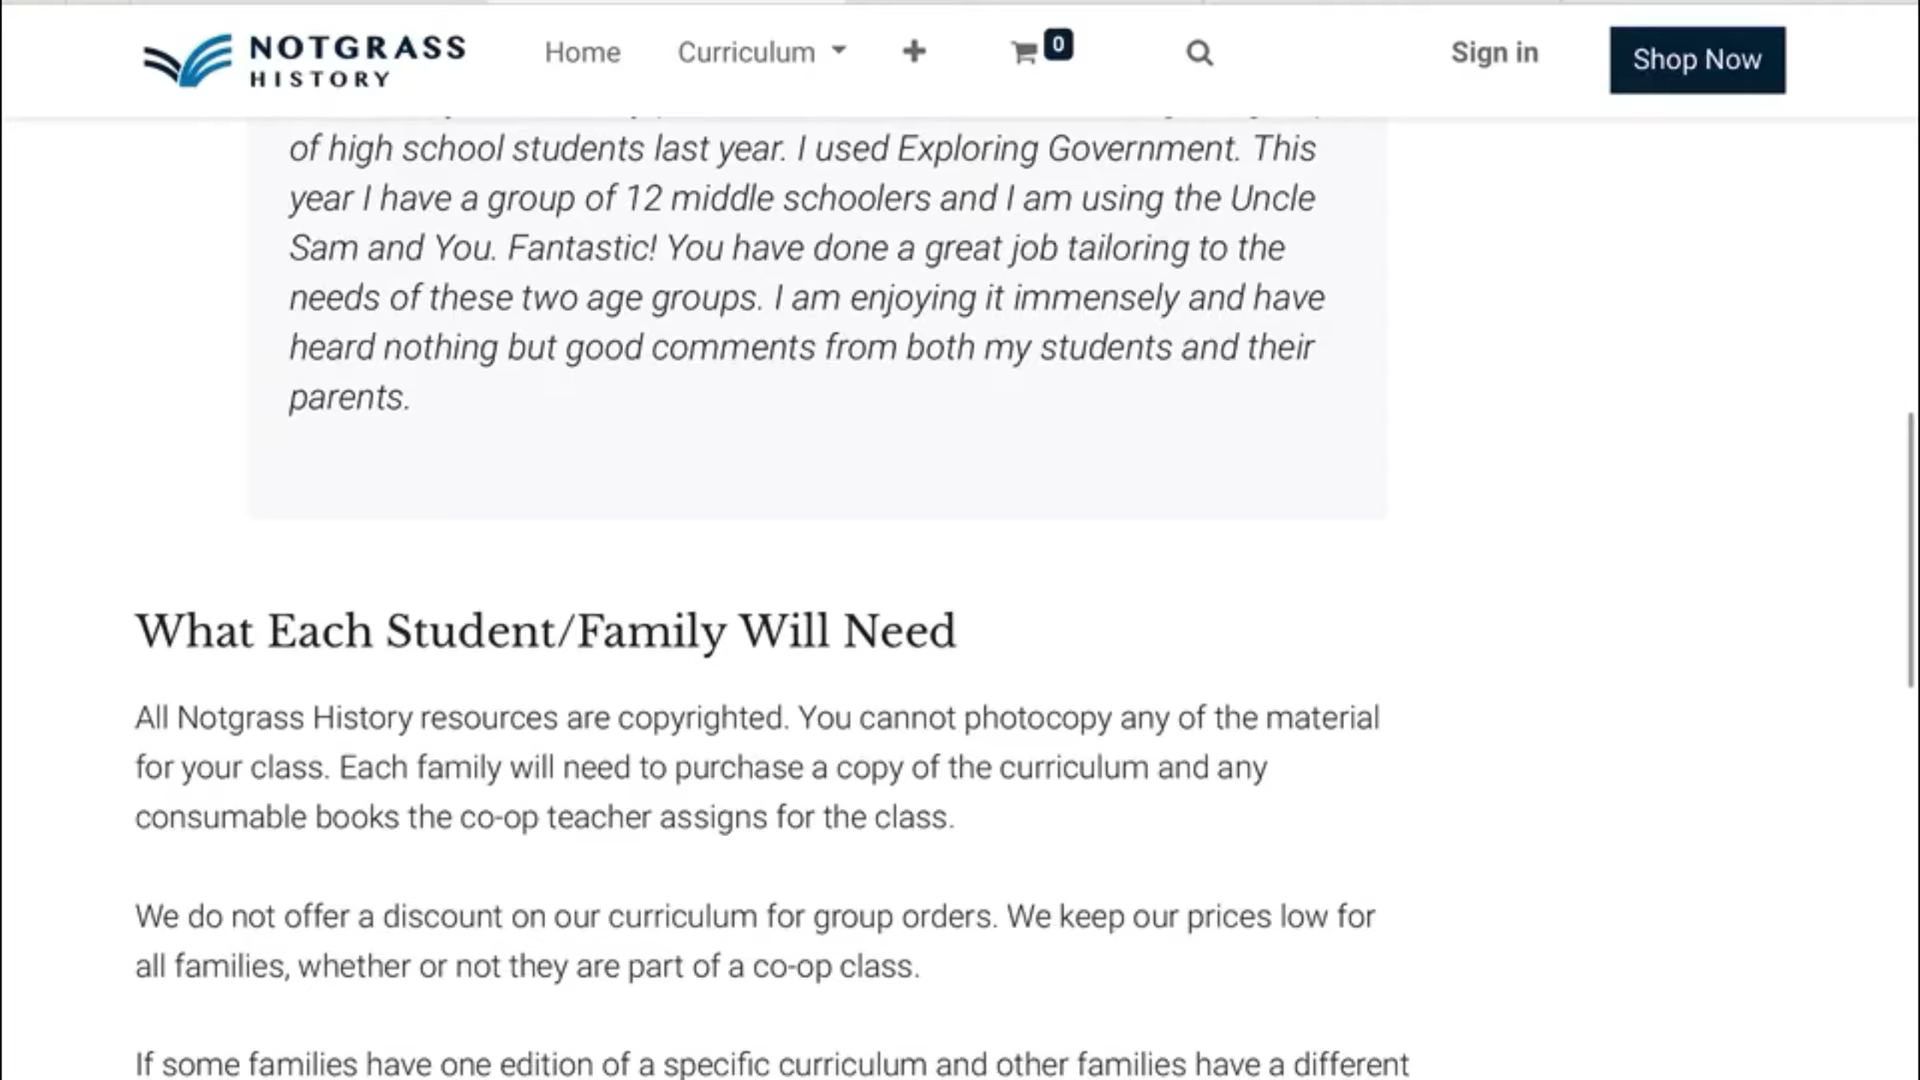 NOTGRASS
HISTORY
Home
Curriculum
0
Sign in
Shop Now
of high school students last year. I used Exploring Government. This
year I have a group of 12 middle schoolers and I am using the Uncle
Sam and You. Fantastic! You have done a great job tailoring to the
needs of these two age groups. I am enjoying it immensely and have
heard nothing but good comments from both my students and their
parents.
What Each Student/Family Will Need
All Notgrass History resources are copyrighted. You cannot photocopy any of the material
for your class. Each family will need to purchase a copy of the curriculum and any
consumable books the co-op teacher assigns for the class.
We do not offer a discount on our curriculum for group orders. We keep our prices low for
all families, whether or not they are part of a co-op class.
If some families have one edition of a specific curriculum and other families have a different